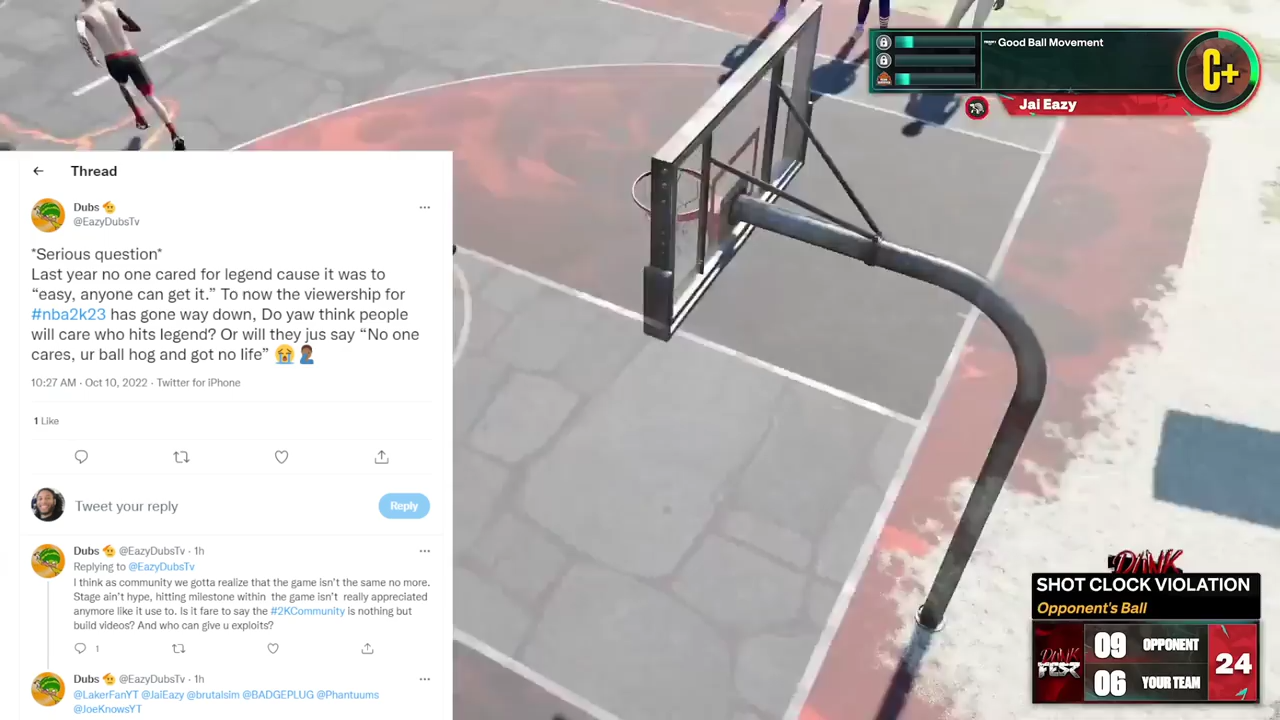 Thread
Dubs
@EazyDubsTv
*Serious question*
Last year no one cared for legend cause it was to
“easy, anyone can get it.” To now the viewership for
#nba2k23 has gone way down, Do yaw think people
will care who hits legend? Or will they jus say “No one
cares, ur ball hog and got no life”
10:27 AM · Oct 10, 2022 · Twitter for iPhone
1 Like
Tweet your reply
Reply
Dubs @EazyDubsTv · 1h
Replying to @EazyDubsTv
I think as community we gotta realize that the game isn't the same no more.
Stage ain't hype, hitting milestone within the game isn't really appreciated
anymore like it use to. Is it fare to say the #2KCommunity is nothing but
build videos? And who can give u exploits?
1
Dubs @EazyDubsTv · 1h
@LakerFanYT @JaiEazy @brutalsim @BADGEPLUG @Phantuums
@JoeKnowsYT
Good Ball Movement
C+
Jai Eazy
DANK
SHOT CLOCK VIOLATION
Opponent's Ball
DANK
FEST
09 OPPONENT
06 YOUR TEAM
24